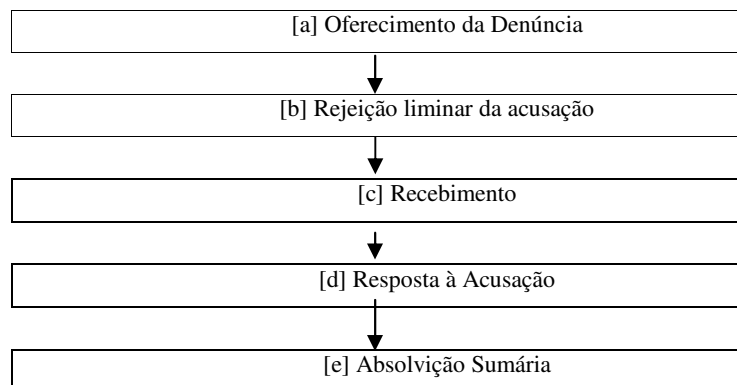 [a] Oferecimento da Denúncia
[b] Rejeição liminar da acusação
[c] Recebimento
[d] Resposta à Acusação
[e] Absolvição Sumária